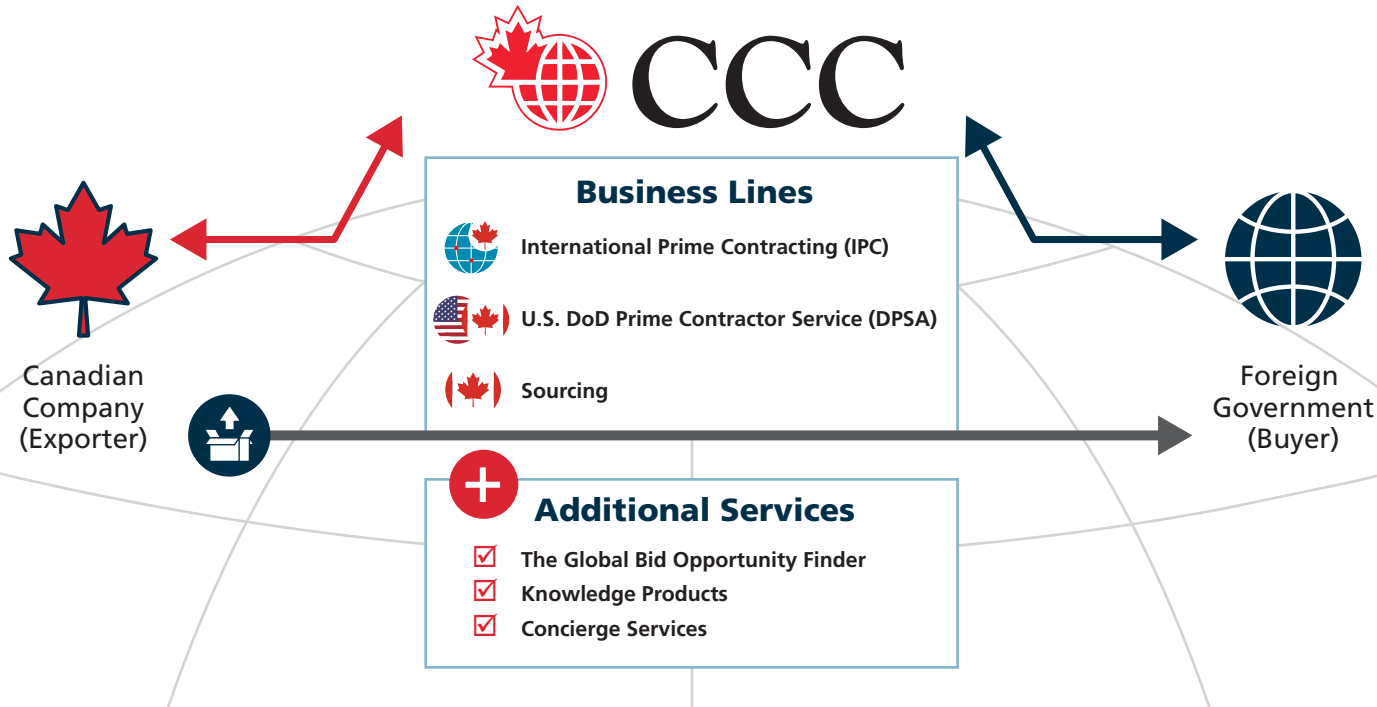 CCC
Business Lines
International Prime Contracting (IPC)
U.S. DoD Prime Contractor Service (DPSA)
Sourcing
Canadian
Company
(Exporter)
Foreign
Government
(Buyer)
Additional Services
The Global Bid Opportunity Finder
Knowledge Products
Concierge Services